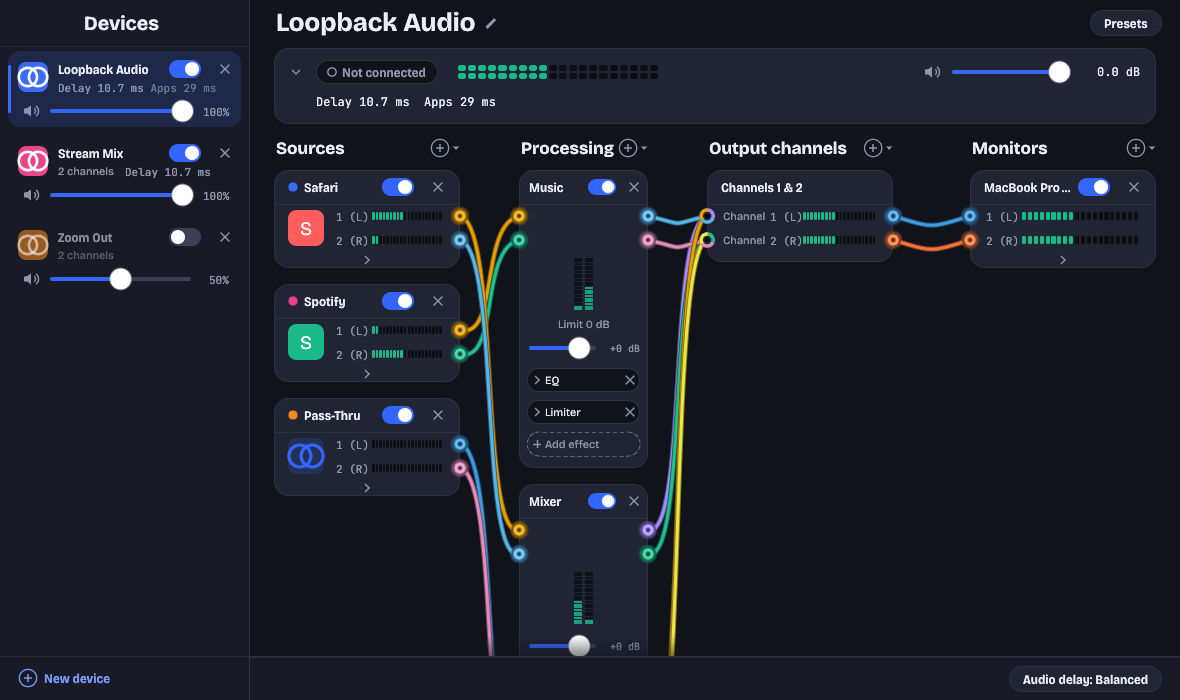 Devices
Loopback Audio
Delay 10.7 ms Apps 29 ms
100%
Stream Mix
2 channels Delay 10.7 ms
100%
Zoom Out
2 channels
50%
New device
Loopback Audio
Presets
Not connected
0.0 dB
Delay 10.7 ms Apps 29 ms
Sources
Safari
S
1 (L)
2 (R)
Spotify
S
1 (L)
2 (R)
Pass-Thru
1 (L)
2 (R)
Processing
Music
Limit 0 dB
+0 dB
EQ
Limiter
+ Add effect
Mixer
+0 dB
Output channels
Channels 1 & 2
Channel 1 (L)
Channel 2 (R)
Monitors
MacBook Pro ...
1 (L)
2 (R)
Audio delay: Balanced